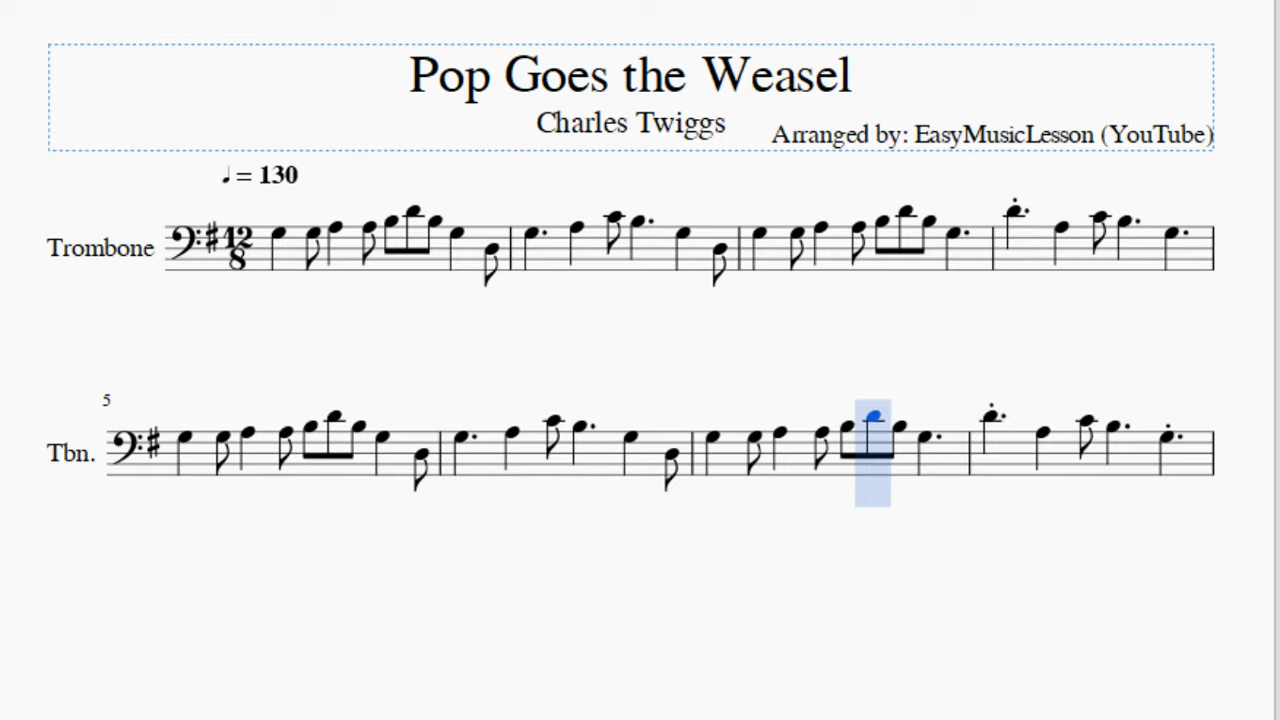 Pop Goes the Weasel
Charles Twiggs
Arranged by: EasyMusicLesson (YouTube)
♩ = 130
Trombone
12
8
5
Tbn.